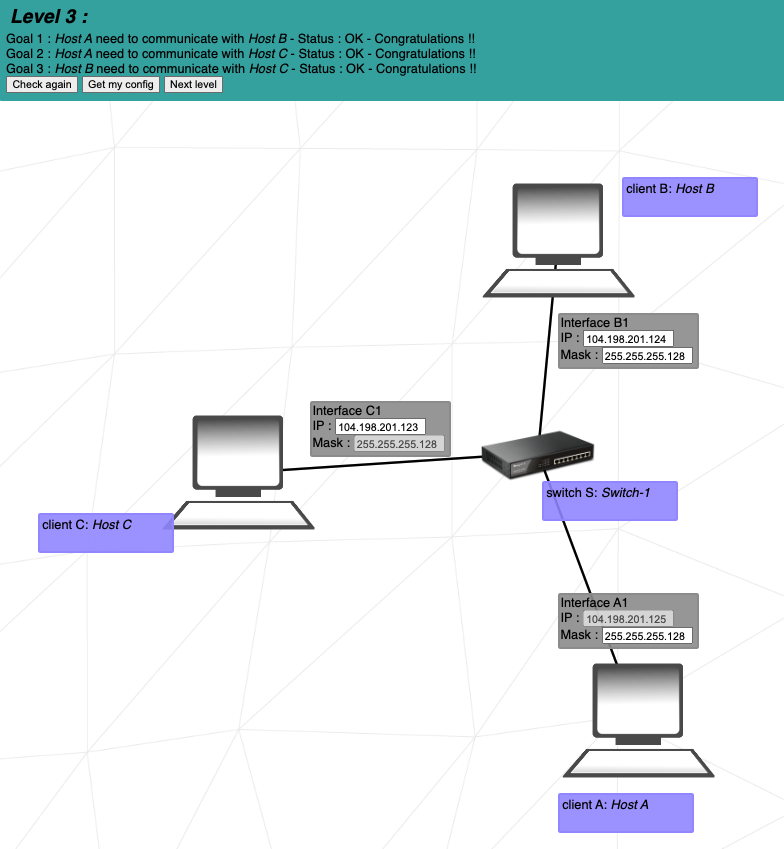 Level 3 :
Goal 1 : Host A need to communicate with Host B - Status : OK - Congratulations !!
Goal 2 : Host A need to communicate with Host C - Status : OK - Congratulations !!
Goal 3 : Host B need to communicate with Host C - Status : OK - Congratulations !!
Check again Get my config Next level
client B: Host B
Interface B1
IP : 104.198.201.124
Mask : 255.255.255.128
Interface C1
IP : 104.198.201.123
Mask : 255.255.255.128
switch S: Switch-1
client C: Host C
Interface A1
IP : 104.198.201.125
Mask : 255.255.255.128
client A: Host A